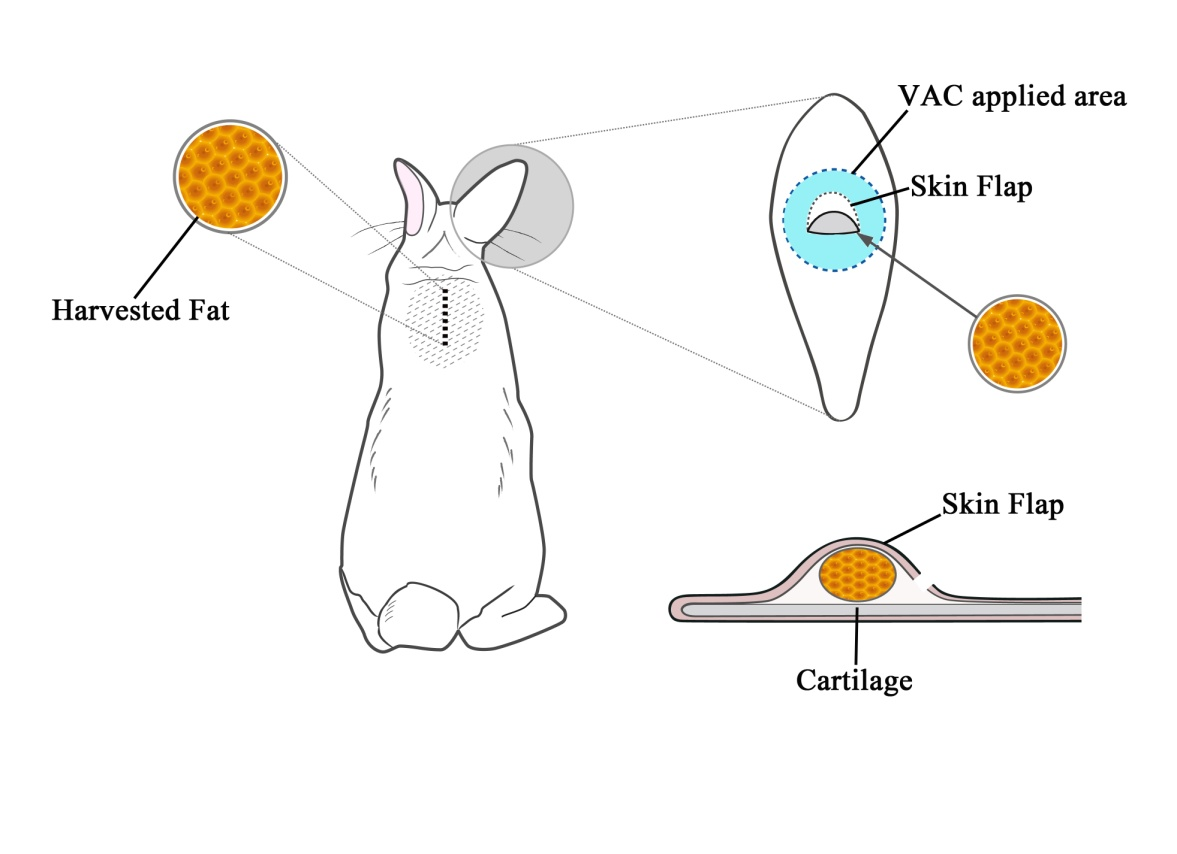 VAC applied area
Skin Flap
Harvested Fat
Skin Flap
Cartilage